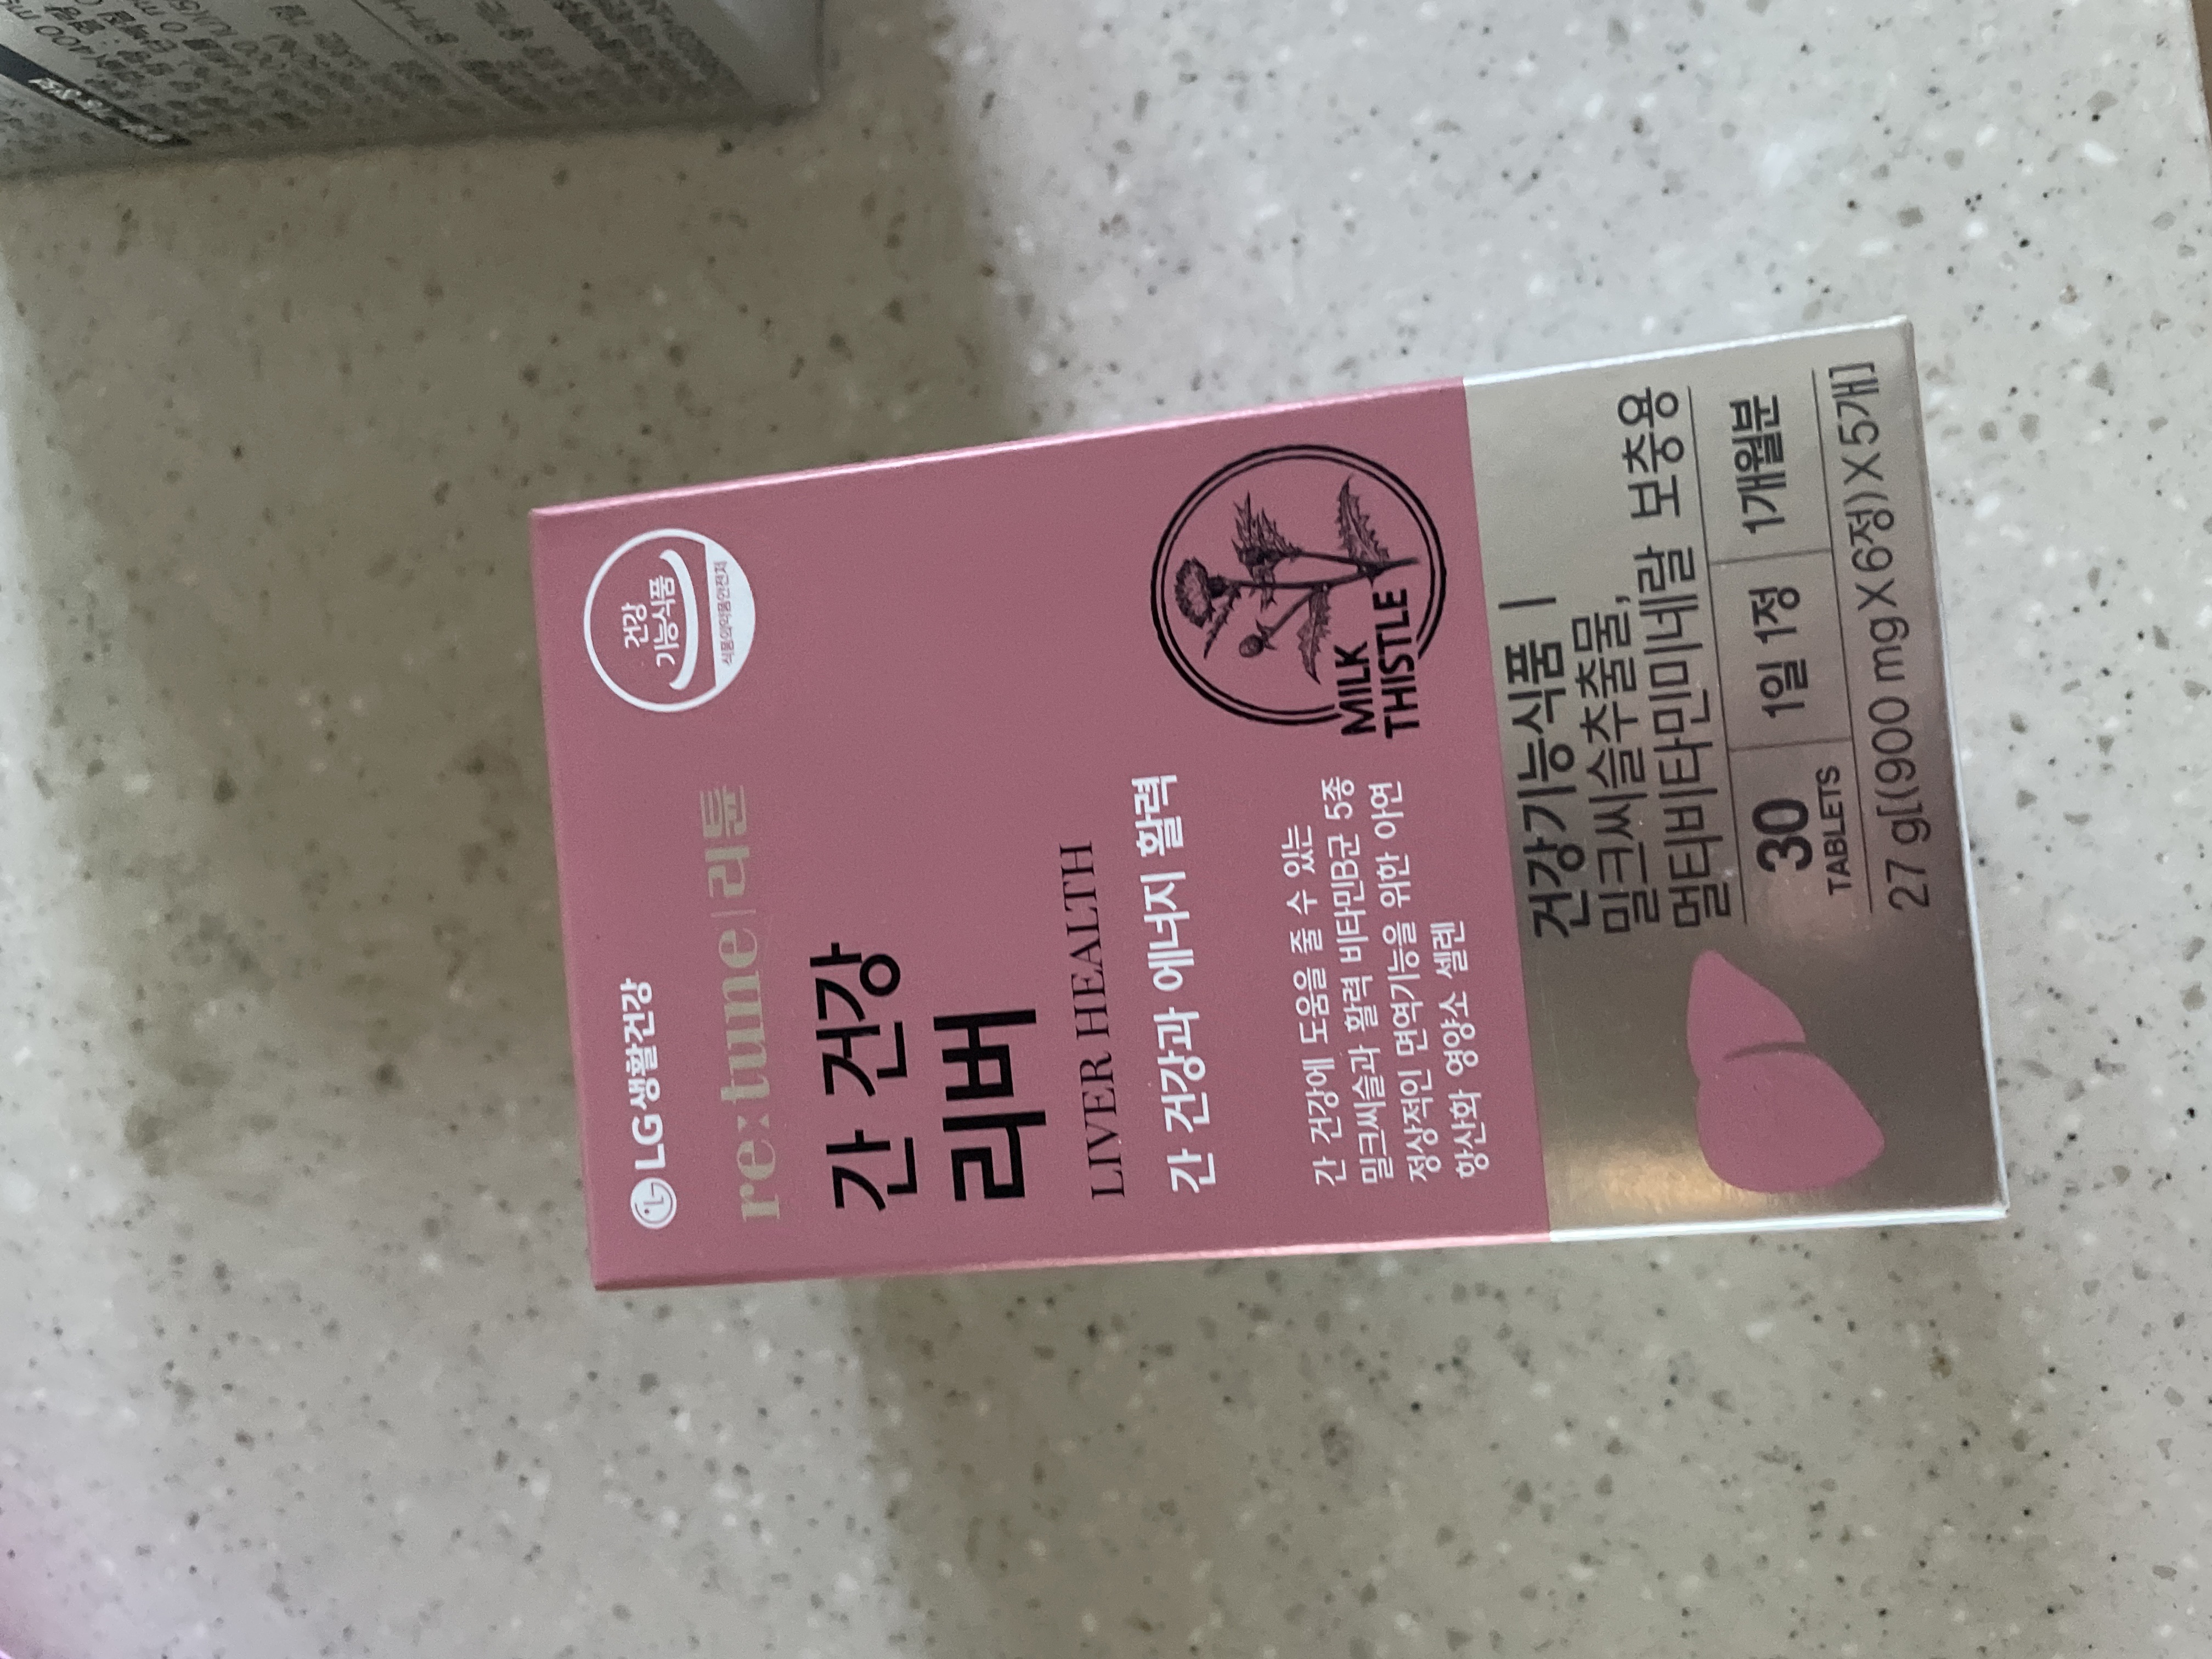 LG생활건강
건강
기능식품
식품의약품안전처
re:tune|리튠
간 건강
리버
LIVER HEALTH
간 건강과 에너지 활력
간 건강에 도움을 줄 수 있는
밀크씨슬과 활력 비타민B군 5종
정상적인 면역기능을 위한 아연
항산화 영양소 셀렌
MILK
THISTLE
건강기능식품 |
밀크씨슬추출물,
멀티비타민미네랄 보충용
30
TABLETS
1일 1정
1개월분
27 g[(900 mg X 6정) X 5개]